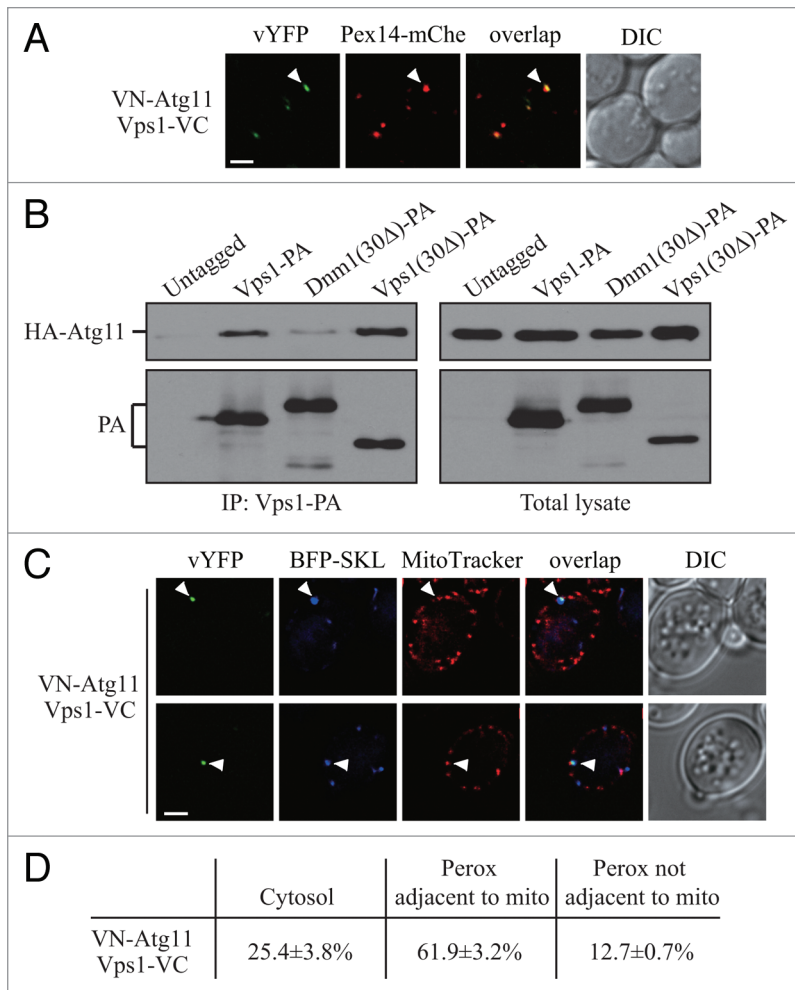 A
vYFP Pex14-mChe overlap DIC
VN-Atg11
Vps1-VC
B
Untagged Vps1-PA Dnm1(30Δ)-PA Vps1(30Δ)-PA Untagged Vps1-PA Dnm1(30Δ)-PA Vps1(30Δ)-PA
HA-Atg11
PA
IP: Vps1-PA Total lysate
C
vYFP BFP-SKL MitoTracker overlap DIC
VN-Atg11
Vps1-VC
D
Cytosol Perox adjacent to mito Perox not adjacent to mito
VN-Atg11 Vps1-VC 25.4±3.8% 61.9±3.2% 12.7±0.7%